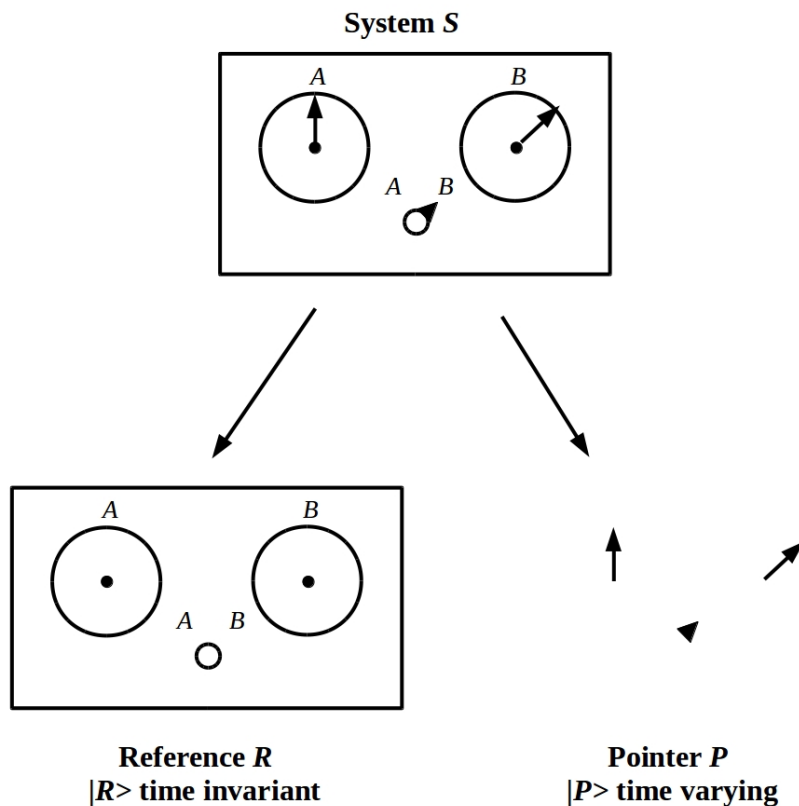 System S
A B
A B
A B
A B
Reference R Pointer P
|R> time invariant |P> time varying